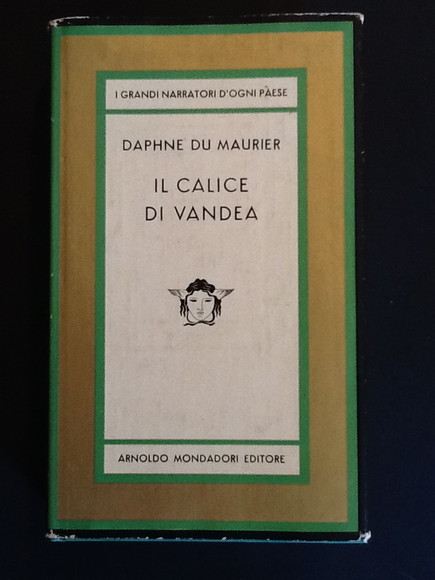 I GRANDI NARRATORI D'OGNI PAESE
DAPHNE DU MAURIER
IL CALICE
DI VANDEA
ARNOLDO MONDADORI EDITORE